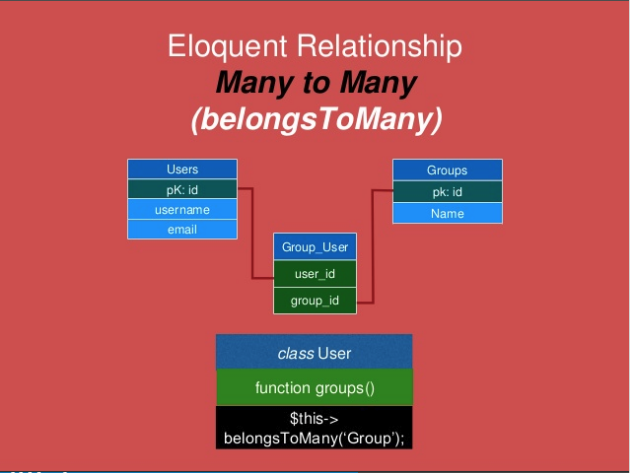 Eloquent Relationship
Many to Many
(belongsToMany)
Users
pK: id
username
email
Groups
pk: id
Name
Group_User
user_id
group_id
class User
function groups()
$this->
belongsToMany(‘Group’);